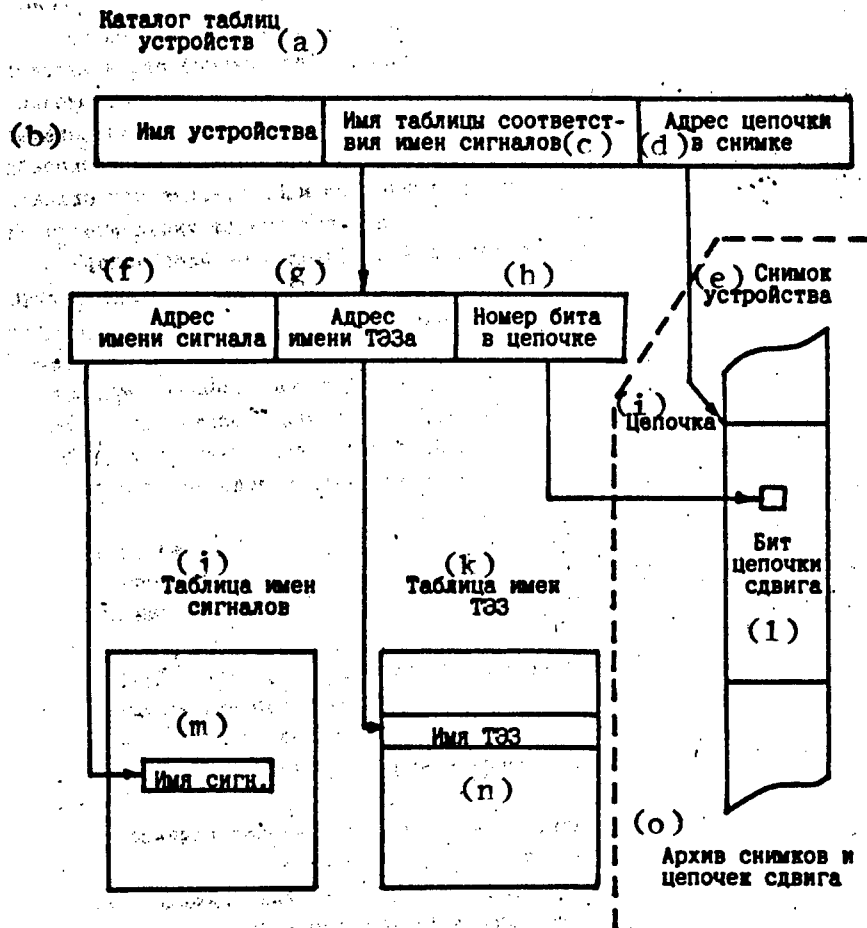 Каталог таблиц
устройств (a)
(b)
Имя устройства
Имя таблицы соответст-
вия имен сигналов(c)
Адрес цепочки
(d) в снимке
(f)
(g)
(h)
(e) Снимок
устройства
Адрес
имени сигнала
Адрес
имени ТЭЗа
Номер бита
в цепочке
(i)
Цепочка
Бит
цепочки
сдвига
(l)
(j)
Таблица имен
сигналов
(k)
Таблица имек
ТЭЗ
(m)
Имя сигн.
Имя ТЭЗ
(n)
(o)
Архив снимков и
цепочек сдвига